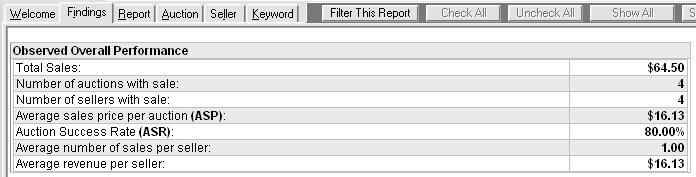 Welcome Findings Report Auction Seller Keyword Filter This Report Check All Uncheck All Show All S
Observed Overall Performance
Total Sales: $64.50
Number of auctions with sale: 4
Number of sellers with sale: 4
Average sales price per auction (ASP): $16.13
Auction Success Rate (ASR): 80.00%
Average number of sales per seller: 1.00
Average revenue per seller: $16.13